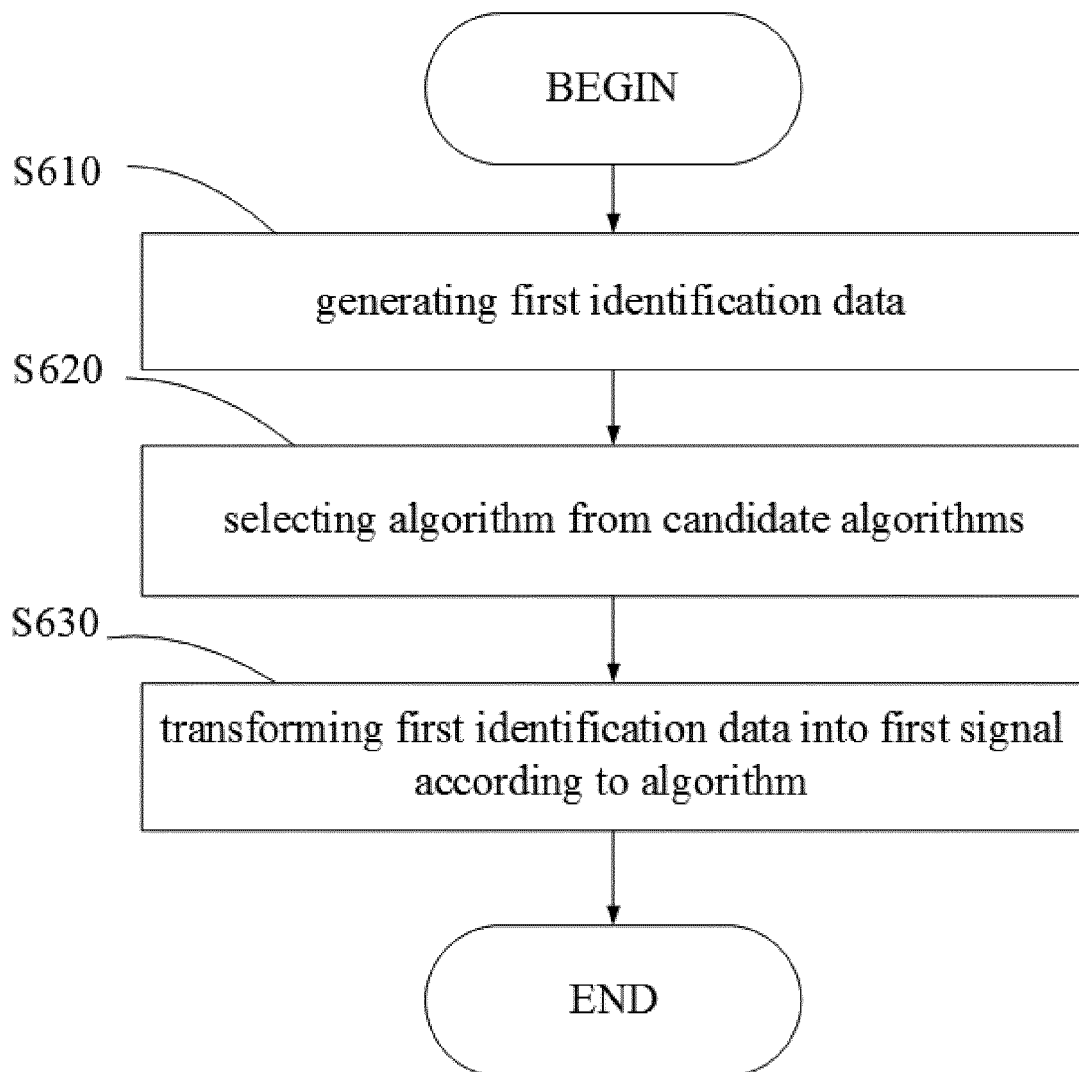 BEGIN
S610
generating first identification data
S620
selecting algorithm from candidate algorithms
S630
transforming first identification data into first signal
according to algorithm
END